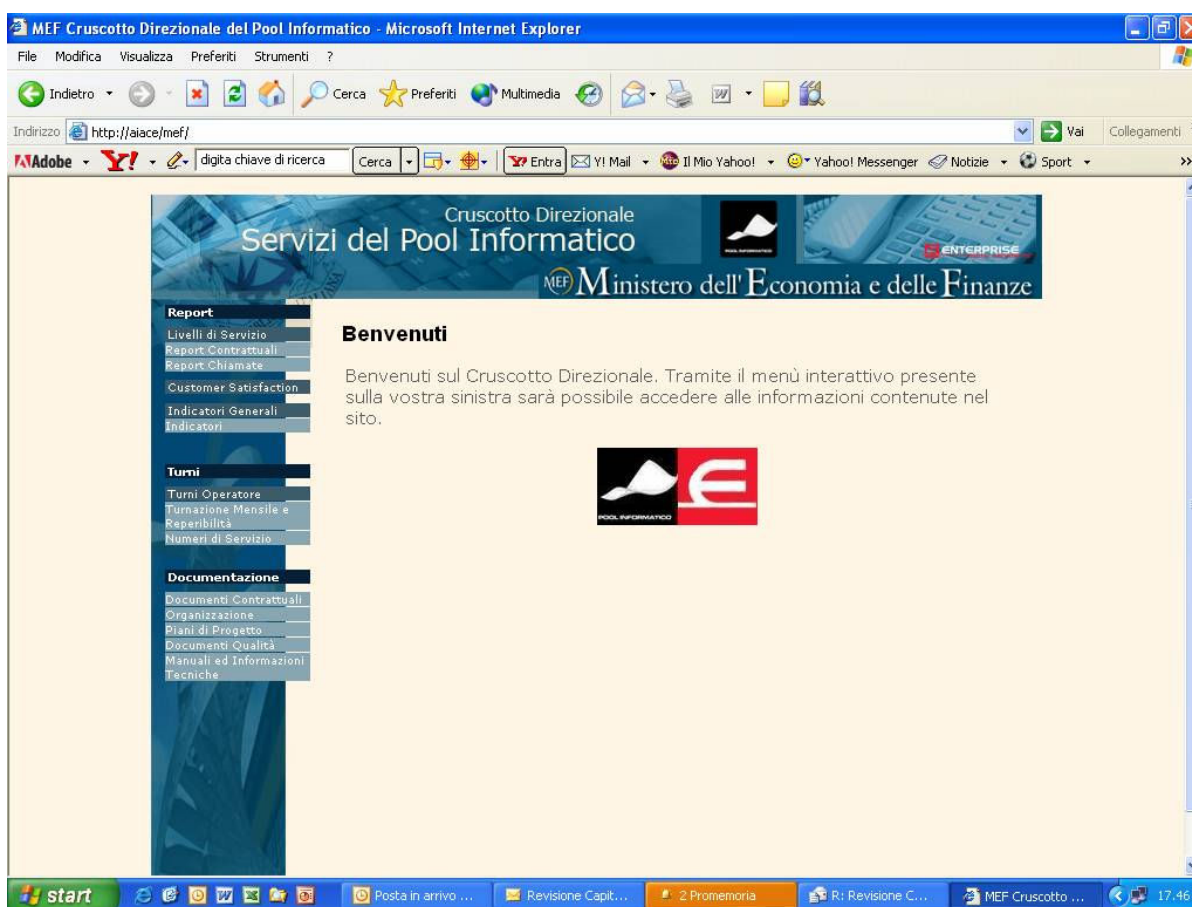 MEF Cruscotto Direzionale del Pool Informatico - Microsoft Internet Explorer
File Modifica Visualizza Preferiti Strumenti ?
Indietro Cerca Preferiti Multimedia
Indirizzo http://aiace/mef/ Vai Collegamenti
Adobe Y! digita chiave di ricerca Cerca Entra Y! Mail Il Mio Yahoo! Yahoo! Messenger Notizie Sport
Cruscotto Direzionale
Servizi del Pool Informatico
POOL INFORMATICO
ENTERPRISE
MEF Ministero dell'Economia e delle Finanze
Report
Livelli di Servizio
Report Contrattuali
Report Chiamate
Customer Satisfaction
Indicatori Generali
Indicatori
Turni
Turni Operatore
Turnazione Mensile e
Reperibilità
Numeri di Servizio
Documentazione
Documenti Contrattuali
Organizzazione
Piani di Progetto
Documenti Qualità
Manuali ed Informazioni
Tecniche
Benvenuti
Benvenuti sul Cruscotto Direzionale. Tramite il menù interattivo presente
sulla vostra sinistra sarà possibile accedere alle informazioni contenute nel
sito.
POOL INFORMATICO
start Posta in arrivo ... Revisione Capit... 2 Promemoria R: Revisione C... MEF Cruscotto ... 17.46